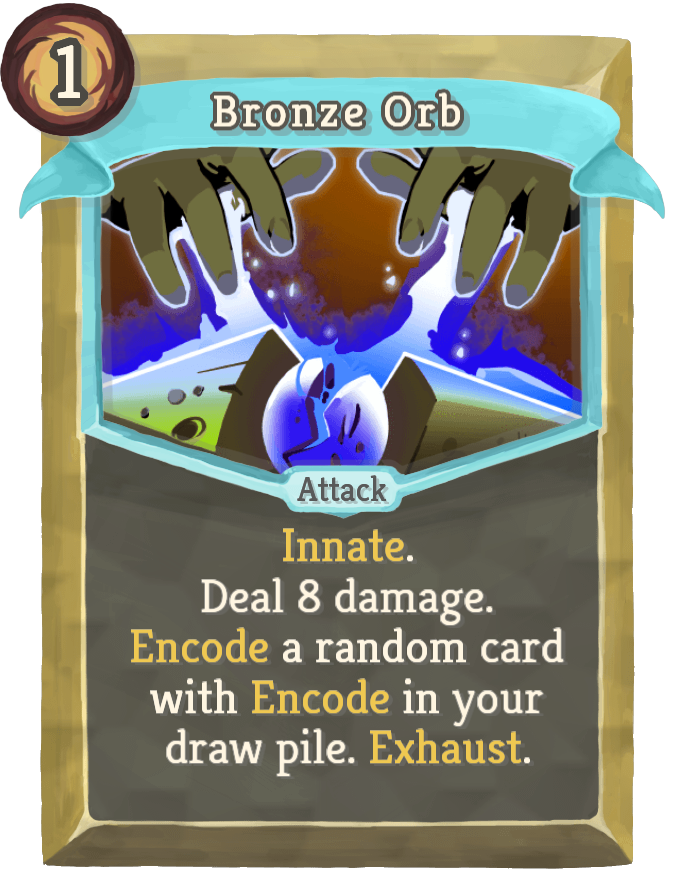 1
Bronze Orb
Attack
Innate.
Deal 8 damage.
Encode a random card
with Encode in your
draw pile. Exhaust.